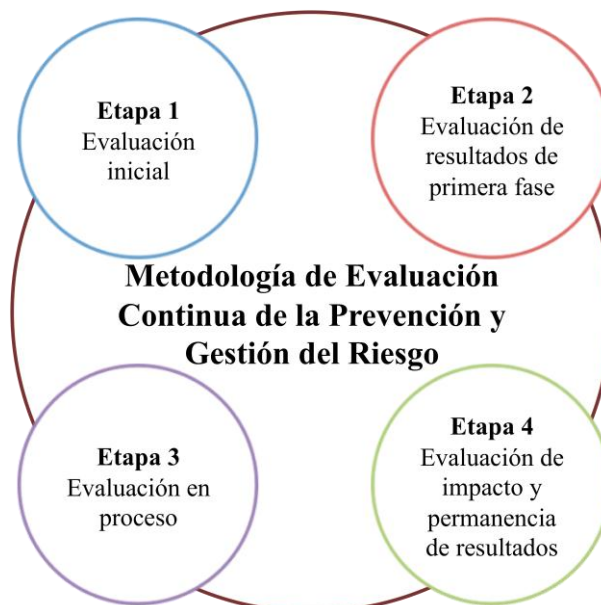 Etapa 1
Evaluación
inicial
Etapa 2
Evaluación de
resultados de
primera fase
Metodología de Evaluación
Continua de la Prevención y
Gestión del Riesgo
Etapa 3
Evaluación en
proceso
Etapa 4
Evaluación de
impacto y
permanencia
de resultados